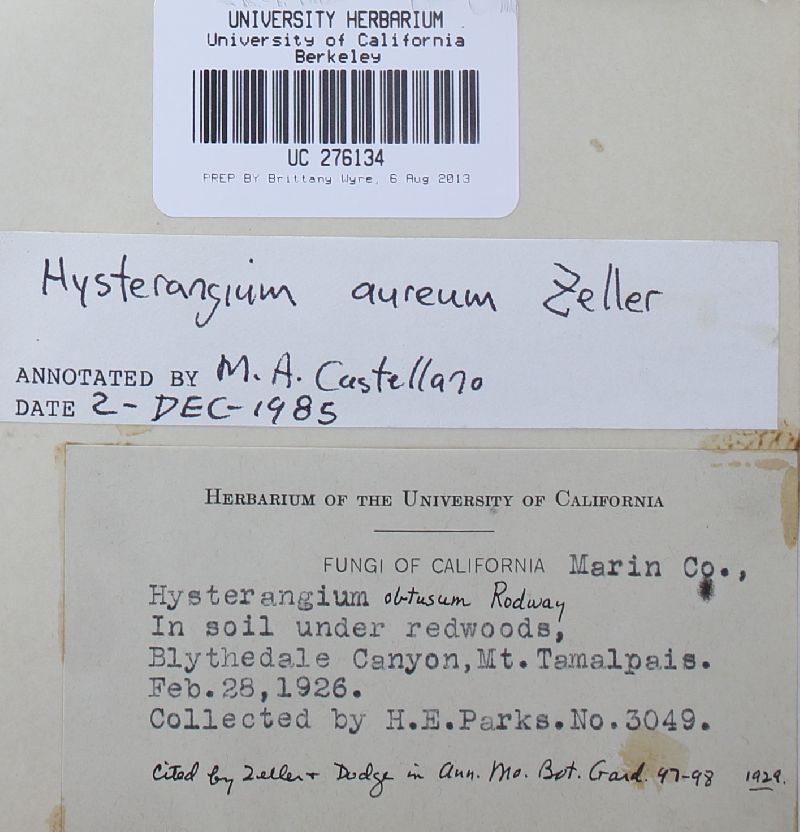 UNIVERSITY HERBARIUM
University of California
Berkeley
UC 276134
PREP BY Brittany Wyre, 6 Aug 2013
Hysterangium aureum Zeller
ANNOTATED BY M. A. Castellano
DATE 2-DEC-1985
HERBARIUM OF THE UNIVERSITY OF CALIFORNIA
FUNGI OF CALIFORNIA Marin Co.,
Hysterangium obtusum Rodway
In soil under redwoods,
Blythedale Canyon,Mt.Tamalpais.
Feb.28,1926.
Collected by H.E.Parks.No.3049.
Cited by Zeller + Dodge in Ann. Mo. Bot. Gard. 97-98 1929.